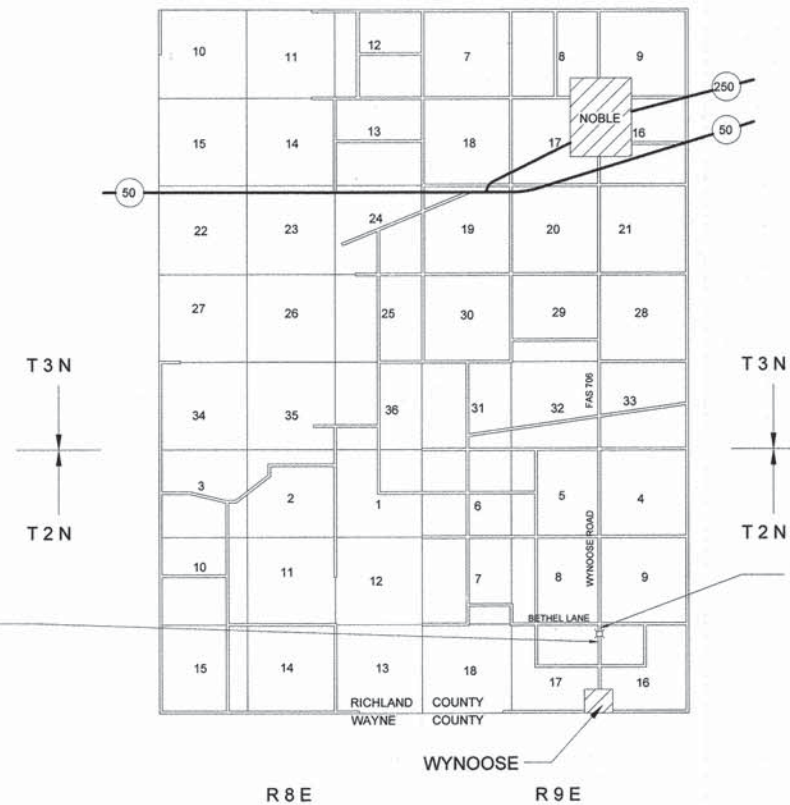 10 11 12 7 8 9
250
NOBLE
15 14 13 18 17 16
50
50
22 23 24 19 20 21
27 26 25 30 29 28
T 3 N T 3 N
34 35 36 31 32 FAS 706 33
3 2 1 6 5 4
T 2 N T 2 N
WYNOOSE ROAD
10 11 12 7 8 9
BETHEL LANE
15 14 13 18 17 16
RICHLAND COUNTY
WAYNE COUNTY
WYNOOSE
R 8 E R 9 E